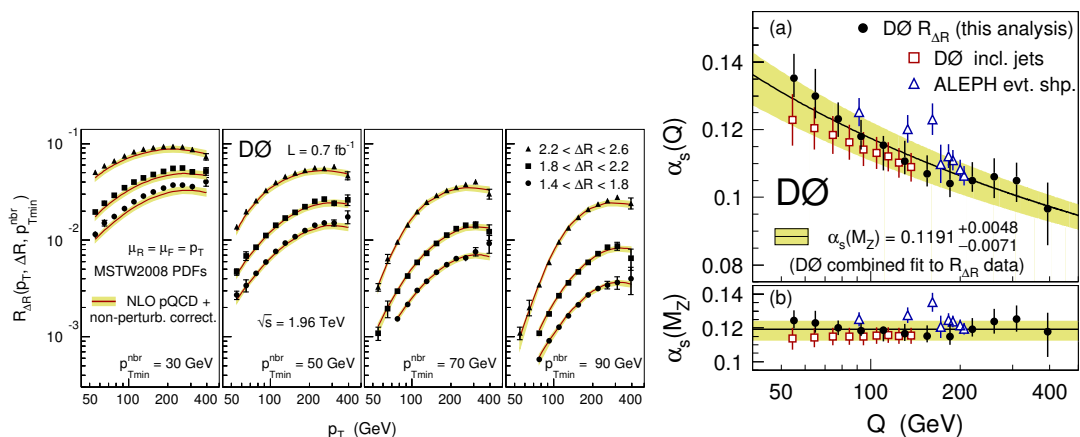 R_ΔR(p_T, ΔR, p_Tmin^nbr)
10⁻¹
10⁻²
10⁻³
μ_R = μ_F = p_T
MSTW2008 PDFs
NLO pQCD +
non-perturb. correct.
p_Tmin^nbr = 30 GeV
DØ L = 0.7 fb⁻¹
√s = 1.96 TeV
p_Tmin^nbr = 50 GeV
p_Tmin^nbr = 70 GeV
2.2 < ΔR < 2.6
1.8 < ΔR < 2.2
1.4 < ΔR < 1.8
p_Tmin^nbr = 90 GeV
50 100 200 400 50 100 200 400 50 100 200 400 50 100 200 400
p_T (GeV)
(a)
DØ R_ΔR (this analysis)
DØ incl. jets
ALEPH evt. shp.
α_s(Q)
0.14
0.12
0.1
0.08
DØ
α_s(M_Z) = 0.1191 +0.0048 −0.0071
(DØ combined fit to R_ΔR data)
(b)
α_s(M_Z)
0.14
0.12
0.1
50 100 200 400
Q (GeV)